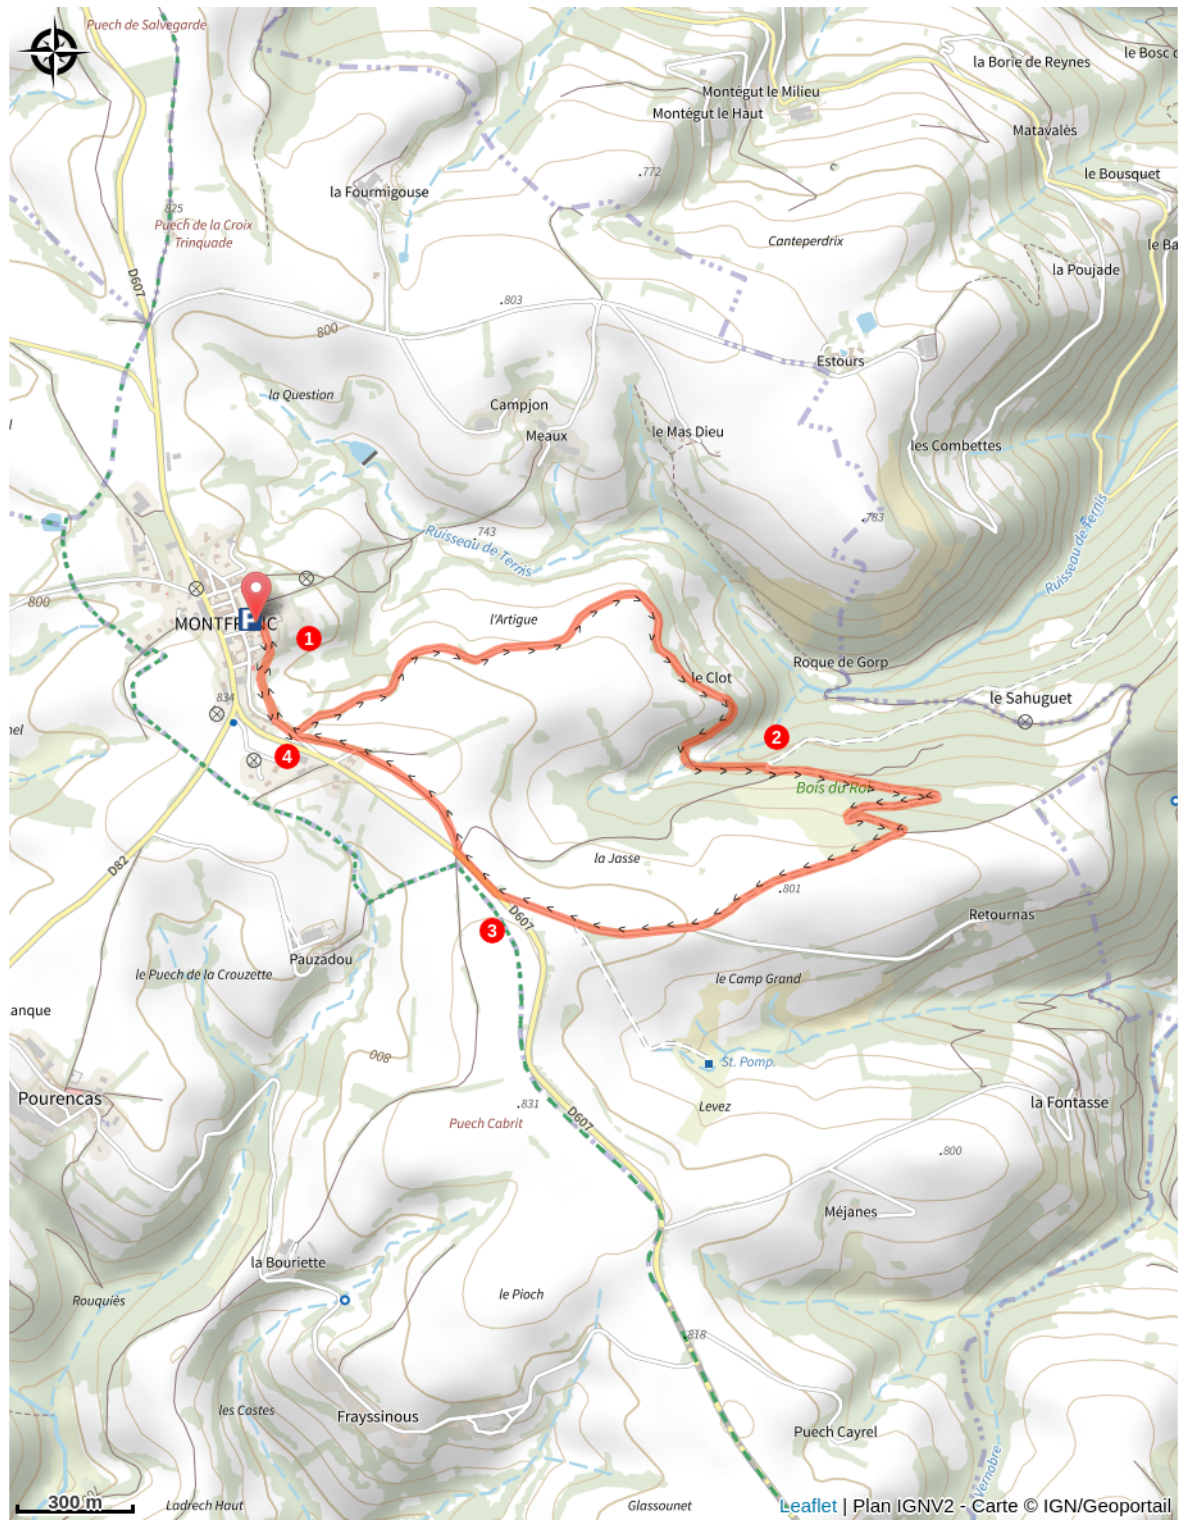 Puech de Salvegarde
le Bosc d
la Borie de Reynes
Montégut le Milieu
Montégut le Haut
Matavalès
.772
le Bousquet
la Fourmigouse
825
Puech de la Croix
Trinquade
Canteperdrix
le Ba
la Poujade
D607
.803
800
Estours
la Question
Campjon
Meaux
le Mas Dieu
les Combettes
.783
743
Ruisseau de Ternis
Ruisseau de Ternis
800
P
MONTFRANC
1
l'Artigue
Roque de Gorp
le Clot
le Sahuguet
834
nel
2
4
Bois du Roi
la Jasse
D82
.801
Retournas
D607
3
Pauzadou
le Puech de la Crouzette
le Camp Grand
anque
800
St. Pomp.
Pourencas
.831
Levez
la Fontasse
Puech Cabrit
D607
.800
Méjanes
la Bouriette
le Pioch
Rouquiès
818
les Costes
Frayssinous
Puech Cayrel
Vernobre
300 m
Ladrech Haut
Glassounet
Leaflet | Plan IGNV2 - Carte © IGN/Geoportail